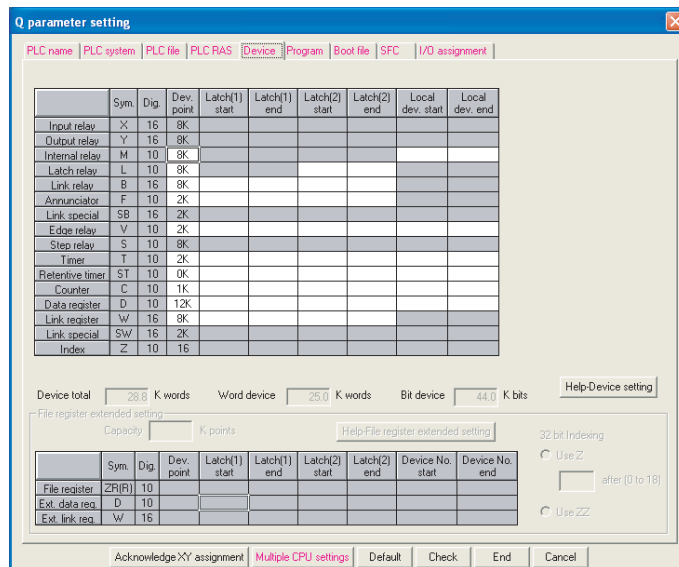 Q parameter setting
PLC name PLC system PLC file PLC RAS Device Program Boot file SFC I/O assignment
Sym. Dig. Dev. point Latch(1) start Latch(1) end Latch(2) start Latch(2) end Local dev. start Local dev. end
Input relay X 16 8K
Output relay Y 16 8K
Internal relay M 10 8K
Latch relay L 10 8K
Link relay B 16 8K
Annunciator F 10 2K
Link special SB 16 2K
Edge relay V 10 2K
Step relay S 10 8K
Timer T 10 2K
Retentive timer ST 10 0K
Counter C 10 1K
Data register D 10 12K
Link register W 16 8K
Link special SW 16 2K
Index Z 10 16
Device total 28.8 K words Word device 25.0 K words Bit device 44.0 K bits Help-Device setting
File register extended setting
Capacity K points Help-File register extended setting
32 bit Indexing
Use Z
after (0 to 18)
Use ZZ
Sym. Dig. Dev. point Latch(1) start Latch(1) end Latch(2) start Latch(2) end Device No. start Device No. end
File register ZR(R) 10
Ext. data reg. D 10
Ext. link reg. W 16
Acknowledge XY assignment Multiple CPU settings Default Check End Cancel